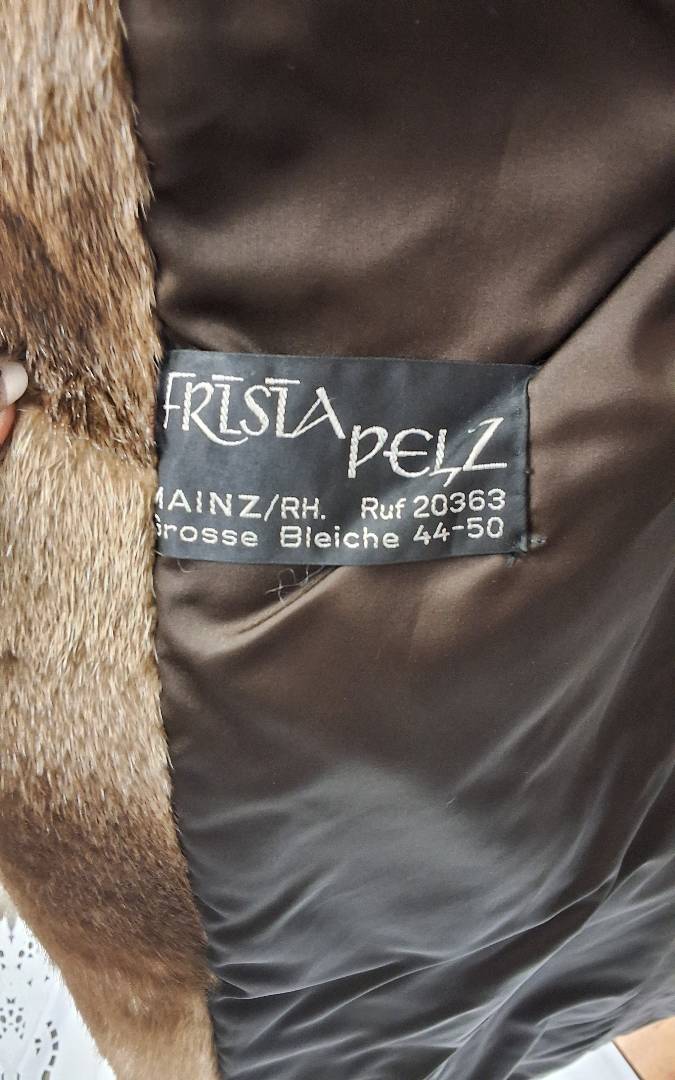 FRISTA
PELZ
MAINZ/RH. Ruf 20363
Grosse Bleiche 44-50